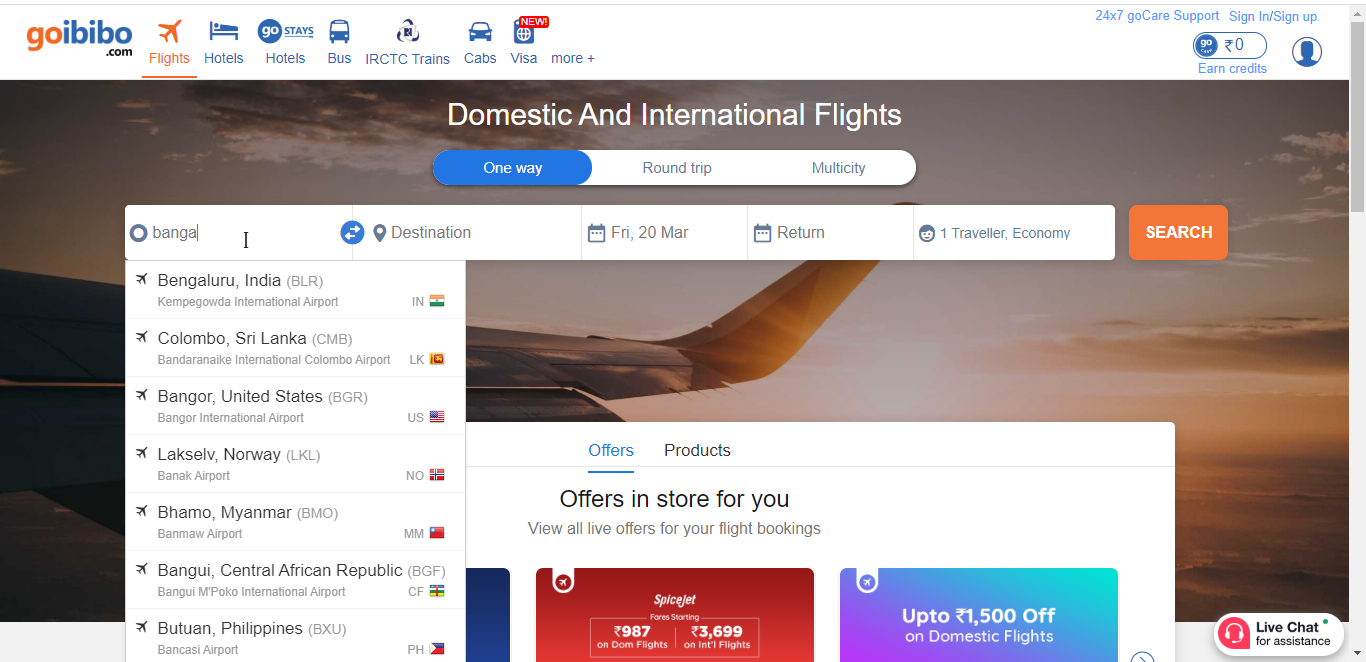 24x7 goCare Support Sign In/Sign up
goibibo
.com
Flights
Hotels
go STAYS
Hotels
Bus
IRCTC Trains
Cabs
NEW!
Visa
more +
go ₹0
Earn credits
Domestic And International Flights
One way Round trip Multicity
banga Destination Fri, 20 Mar Return 1 Traveller, Economy SEARCH
Bengaluru, India (BLR)
Kempegowda International Airport IN
Colombo, Sri Lanka (CMB)
Bandaranaike International Colombo Airport LK
Bangor, United States (BGR)
Bangor International Airport US
Lakselv, Norway (LKL)
Banak Airport NO
Bhamo, Myanmar (BMO)
Banmaw Airport MM
Bangui, Central African Republic (BGF)
Bangui M'Poko International Airport CF
Butuan, Philippines (BXU)
Bancasi Airport PH
Offers Products
Offers in store for you
View all live offers for your flight bookings
SpiceJet
Fares Starting
₹987 ₹3,699
on Dom Flights on Int'l Flights
Upto ₹1,500 Off
on Domestic Flights
Live Chat
for assistance